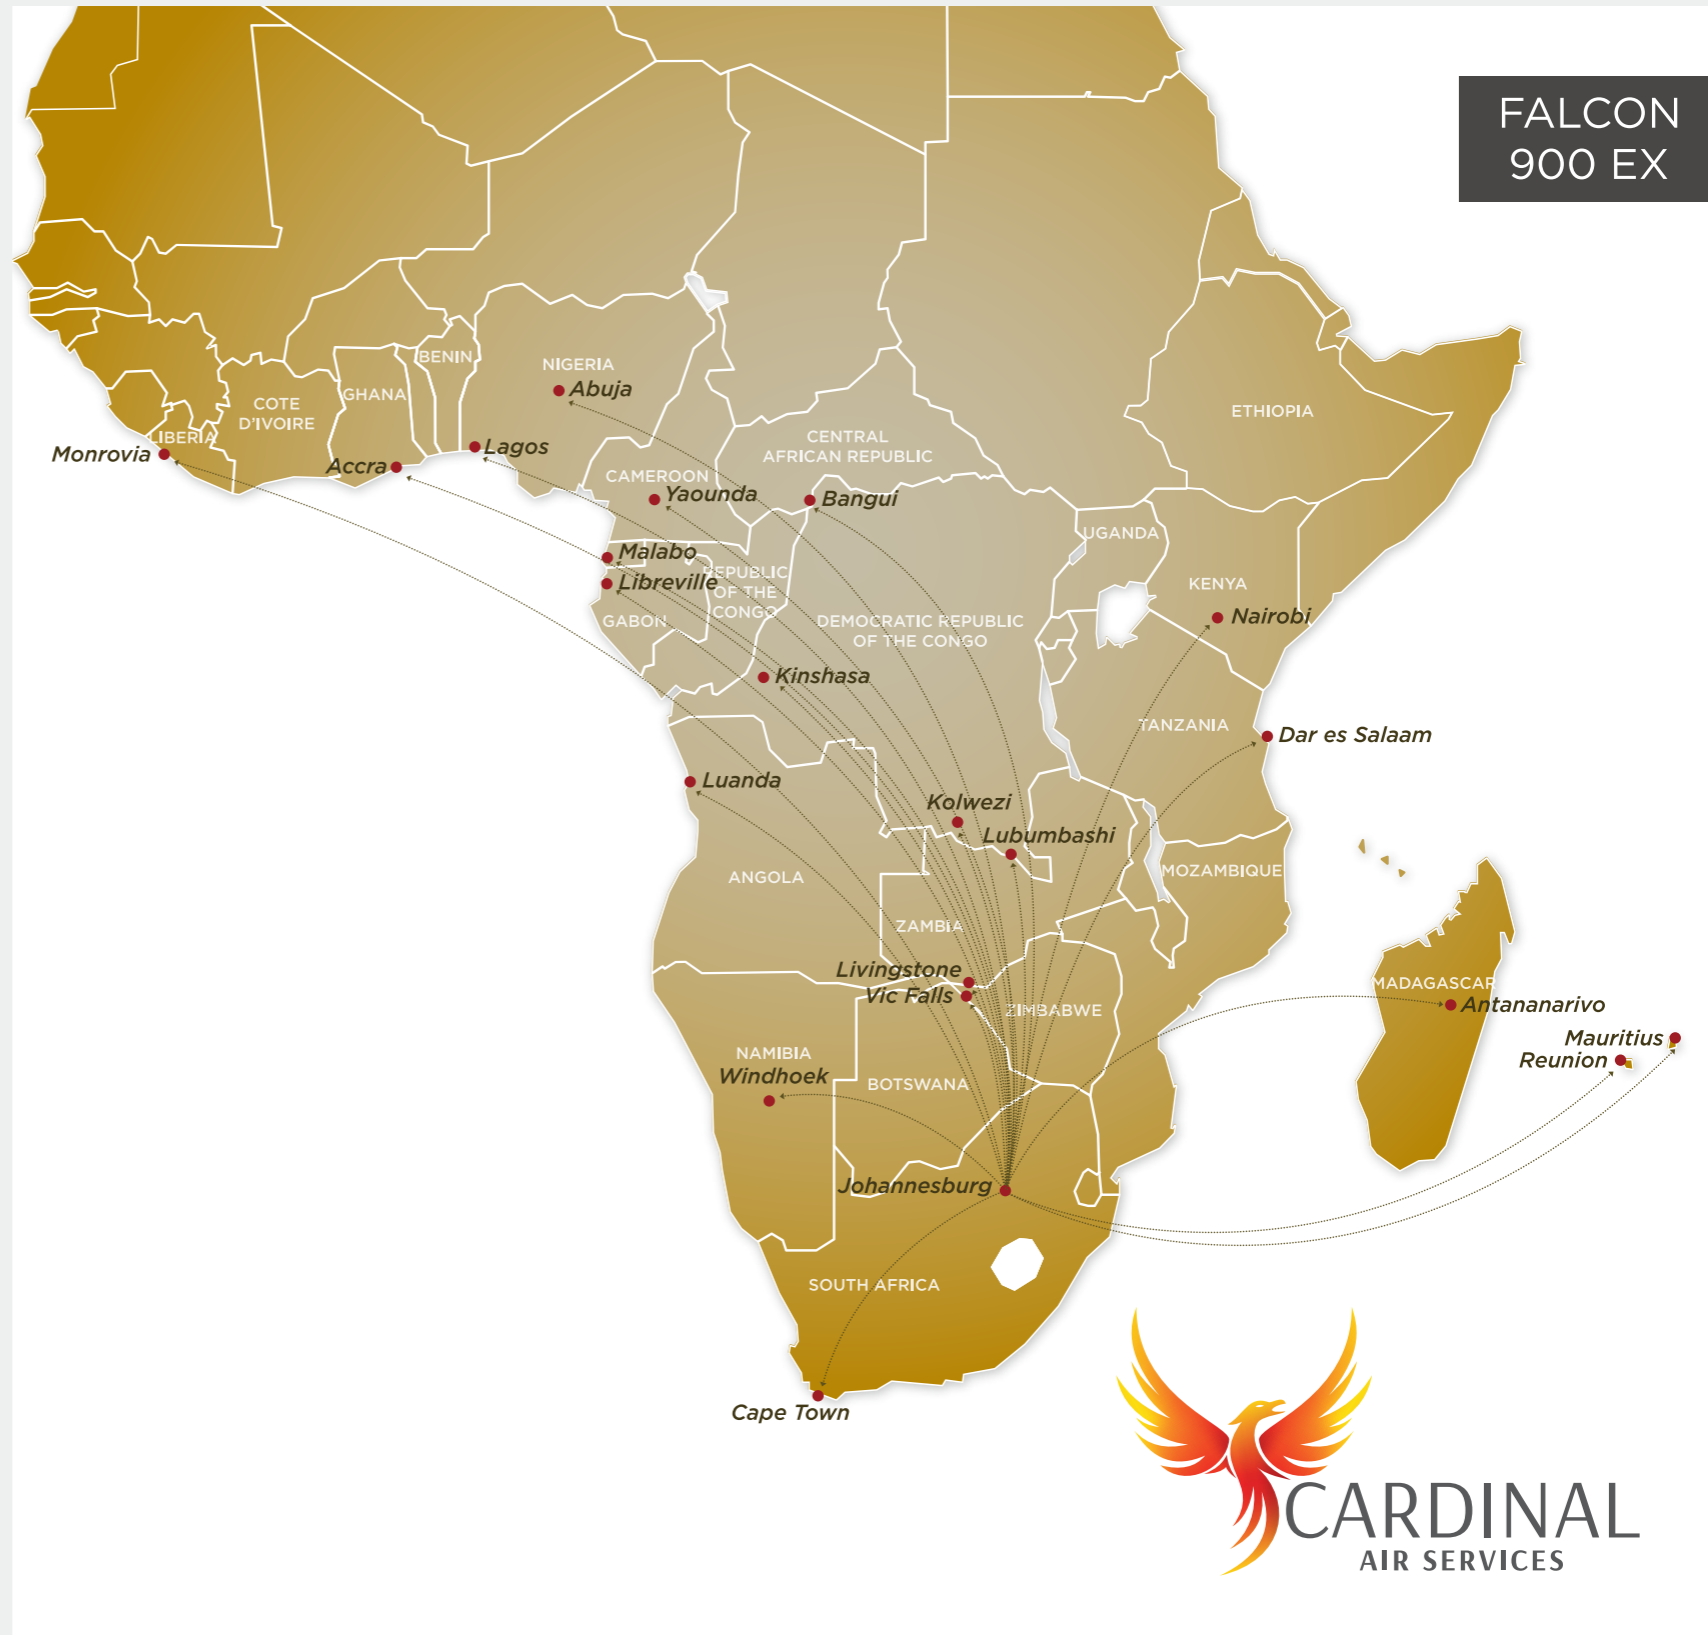 FALCON
900 EX
BENIN
NIGERIA
Abuja
GHANA
COTE
D'IVOIRE
ETHIOPIA
LIBERIA
CENTRAL
AFRICAN REPUBLIC
Monrovia
Accra
Lagos
CAMEROON
Yaounda
Bangui
UGANDA
Malabo
REPUBLIC
OF THE
CONGO
Libreville
KENYA
Nairobi
GABON
DEMOCRATIC REPUBLIC
OF THE CONGO
Kinshasa
TANZANIA
Dar es Salaam
Luanda
Kolwezi
Lubumbashi
ANGOLA
MOZAMBIQUE
ZAMBIA
Livingstone
Vic Falls
ZIMBABWE
MADAGASCAR
Antananarivo
Mauritius
Reunion
NAMIBIA
Windhoek
BOTSWANA
Johannesburg
SOUTH AFRICA
Cape Town
CARDINAL
AIR SERVICES